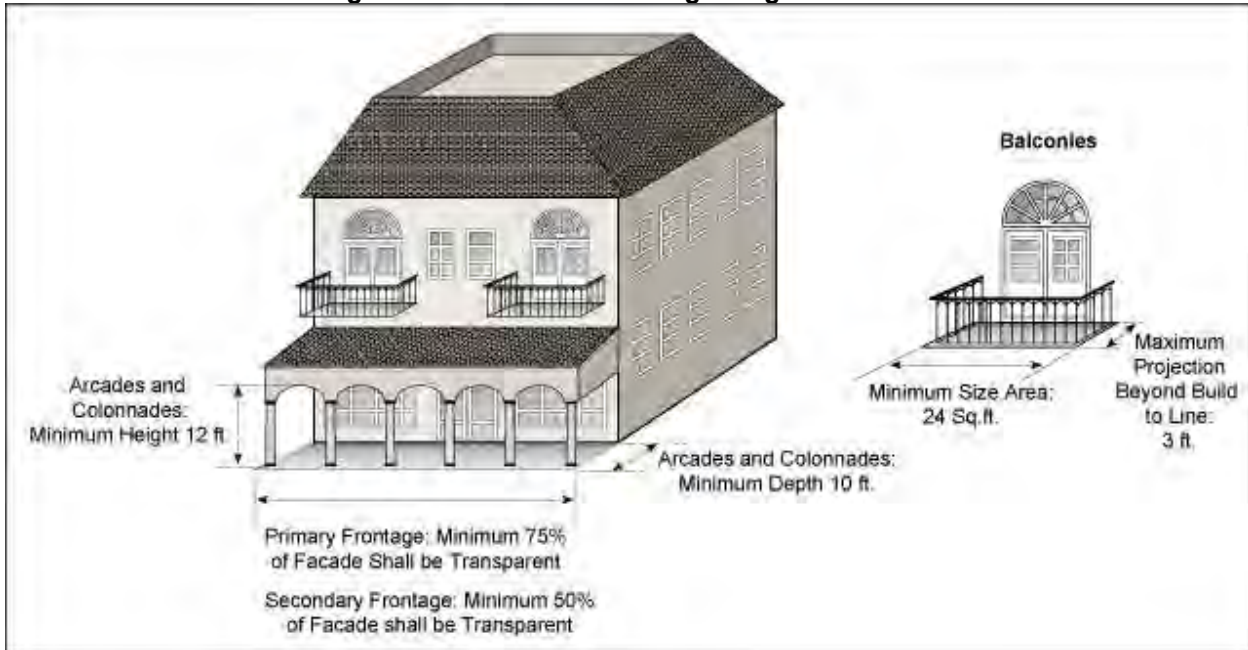 Balconies
Arcades and
Colonnades:
Minimum Height 12 ft.
Arcades and Colonnades:
Minimum Depth 10 ft.
Primary Frontage: Minimum 75%
of Facade Shall be Transparent
Secondary Frontage: Minimum 50%
of Facade shall be Transparent
Minimum Size Area:
24 Sq.ft.
Maximum
Projection
Beyond Build
to Line:
3 ft.